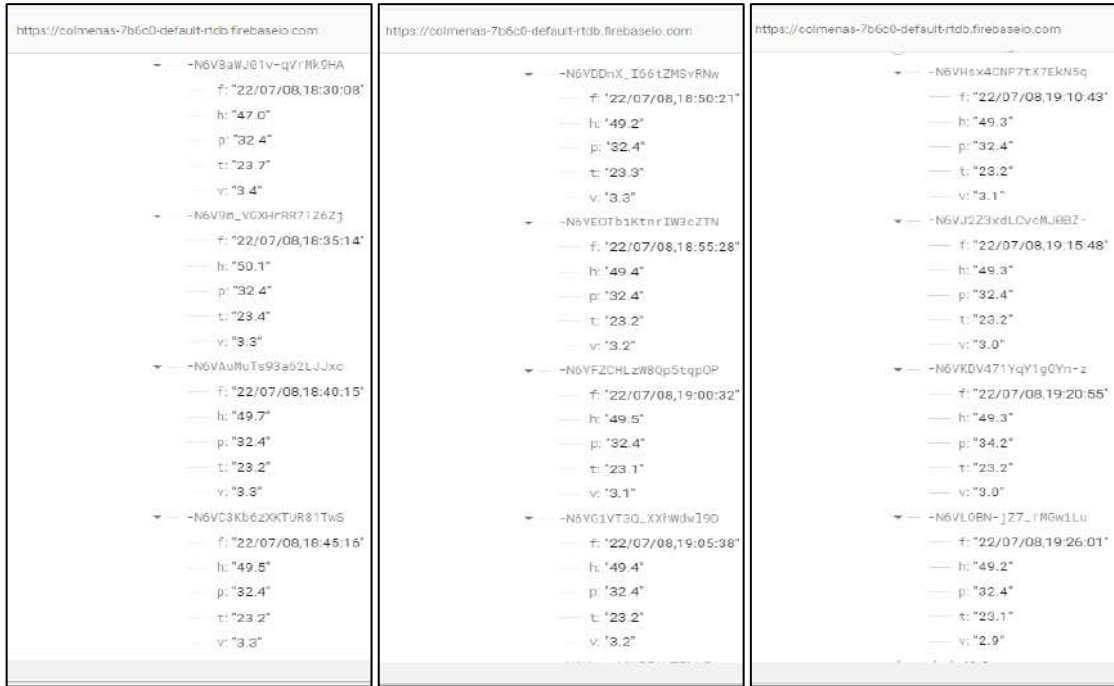 https://colmenas-7b6c0-default-rtdb.firebaseio.com
-N6V8aWJ01v-qVrMk9HA
f: "22/07/08,18:30:08"
h: "47.0"
p: "32.4"
t: "23.7"
v: "3.4"
f: "22/07/08,18:35:14"
h: "50.1"
p: "32.4"
t: "23.4"
v: "3.3"
-N6VAuMuTs93a62LJJxc
f: "22/07/08,18:40:15"
h: "49.7"
p: "32.4"
t: "23.2"
v: "3.3"
-N6VC3Kb6zXKTUR81TwS
f: "22/07/08,18:45:16"
h: "49.5"
p: "32.4"
t: "23.2"
v: "3.3"
https://colmenas-7b6c0-default-rtdb.firebaseio.com
-N6VDDnX_I66tZMSvRNw
f: "22/07/08,18:50:21"
h: "49.2"
p: "32.4"
t: "23.3"
v: "3.3"
-N6VEOTbiKtnrIW3cZTN
f: "22/07/08,18:55:28"
h: "49.4"
p: "32.4"
t: "23.2"
v: "3.2"
-N6VFZCHLzW8Qp5tqpOP
f: "22/07/08,19:00:32"
h: "49.5"
p: "32.4"
t: "23.1"
v: "3.1"
-N6VGiVT3Q_XXhWdwl9D
f: "22/07/08,19:05:38"
h: "49.4"
p: "32.4"
t: "23.2"
v: "3.2"
https://colmenas-7b6c0-default-rtdb.firebaseio.com
-N6VHsx4CNP7tX7EkN5q
f: "22/07/08,19:10:43"
h: "49.3"
p: "32.4"
t: "23.2"
v: "3.1"
-N6VJ2Z3xdLCvcMJ0BZ-
f: "22/07/08,19:15:48"
h: "49.3"
p: "32.4"
t: "23.2"
v: "3.0"
-N6VKDV471YqY1g0Yn-z
f: "22/07/08,19:20:55"
h: "49.3"
p: "34.2"
t: "23.2"
v: "3.0"
-N6VL0BN-jZ7_rMGwiLu
f: "22/07/08,19:26:01"
h: "49.2"
p: "32.4"
t: "23.1"
v: "2.9"